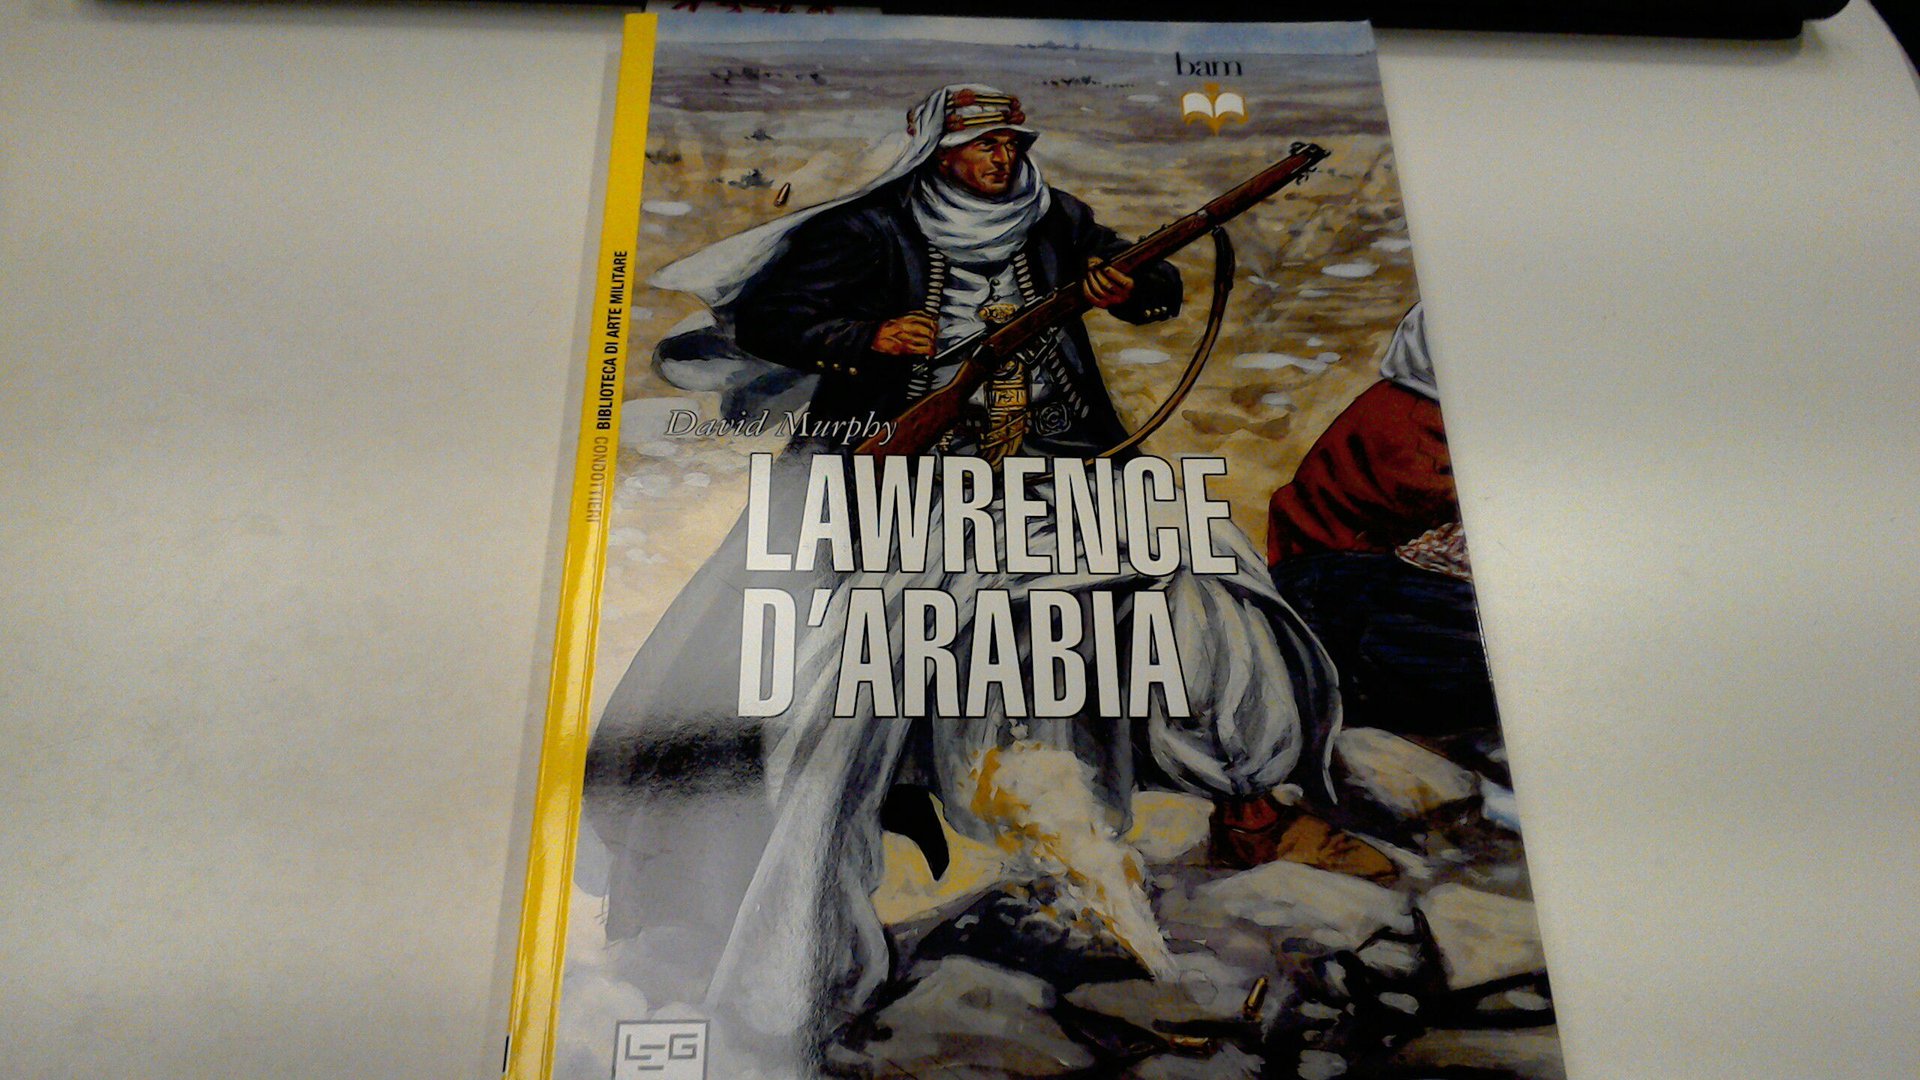 bam
David Murphy
LAWRENCE
D'ARABIA
CONDOTTIERI BIBLIOTECA DI ARTE MILITARE
LEG